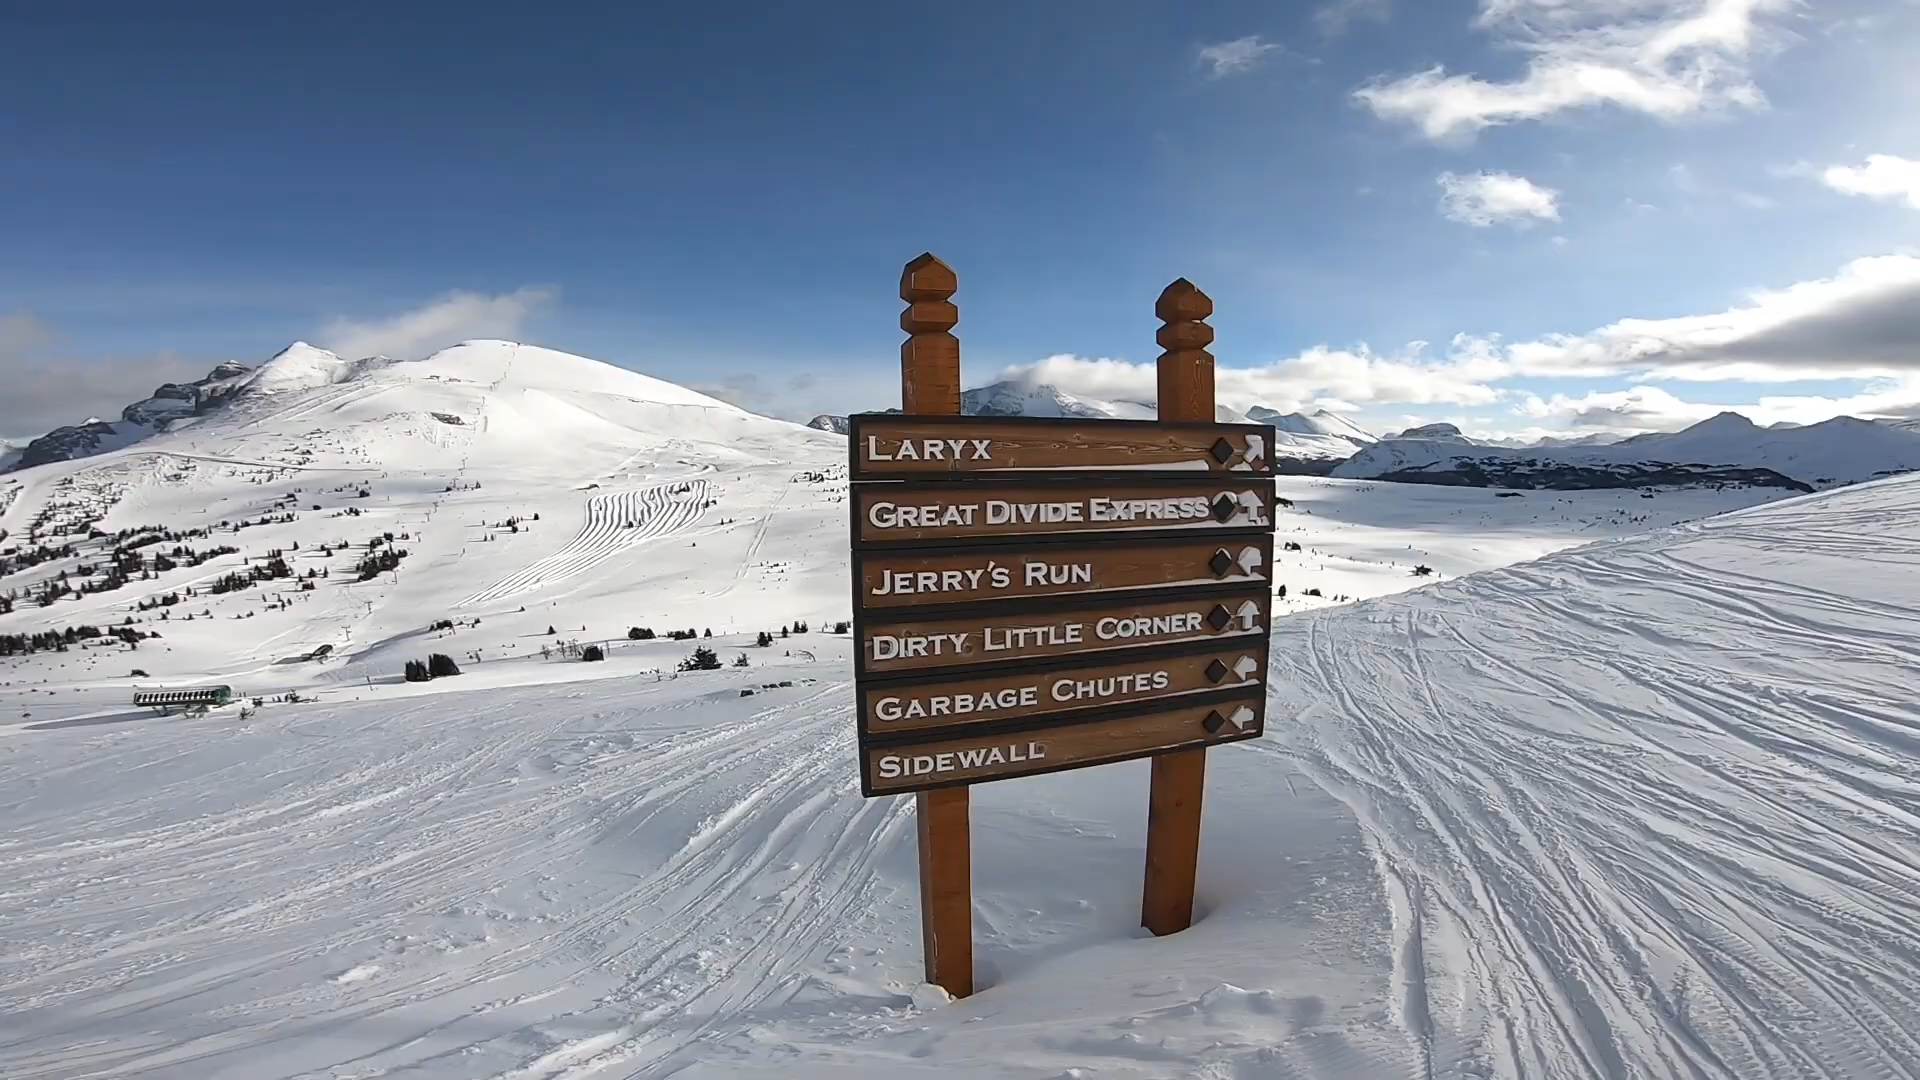 LARYX
GREAT DIVIDE EXPRESS
JERRY'S RUN
DIRTY LITTLE CORNER
GARBAGE CHUTES
SIDEWALL